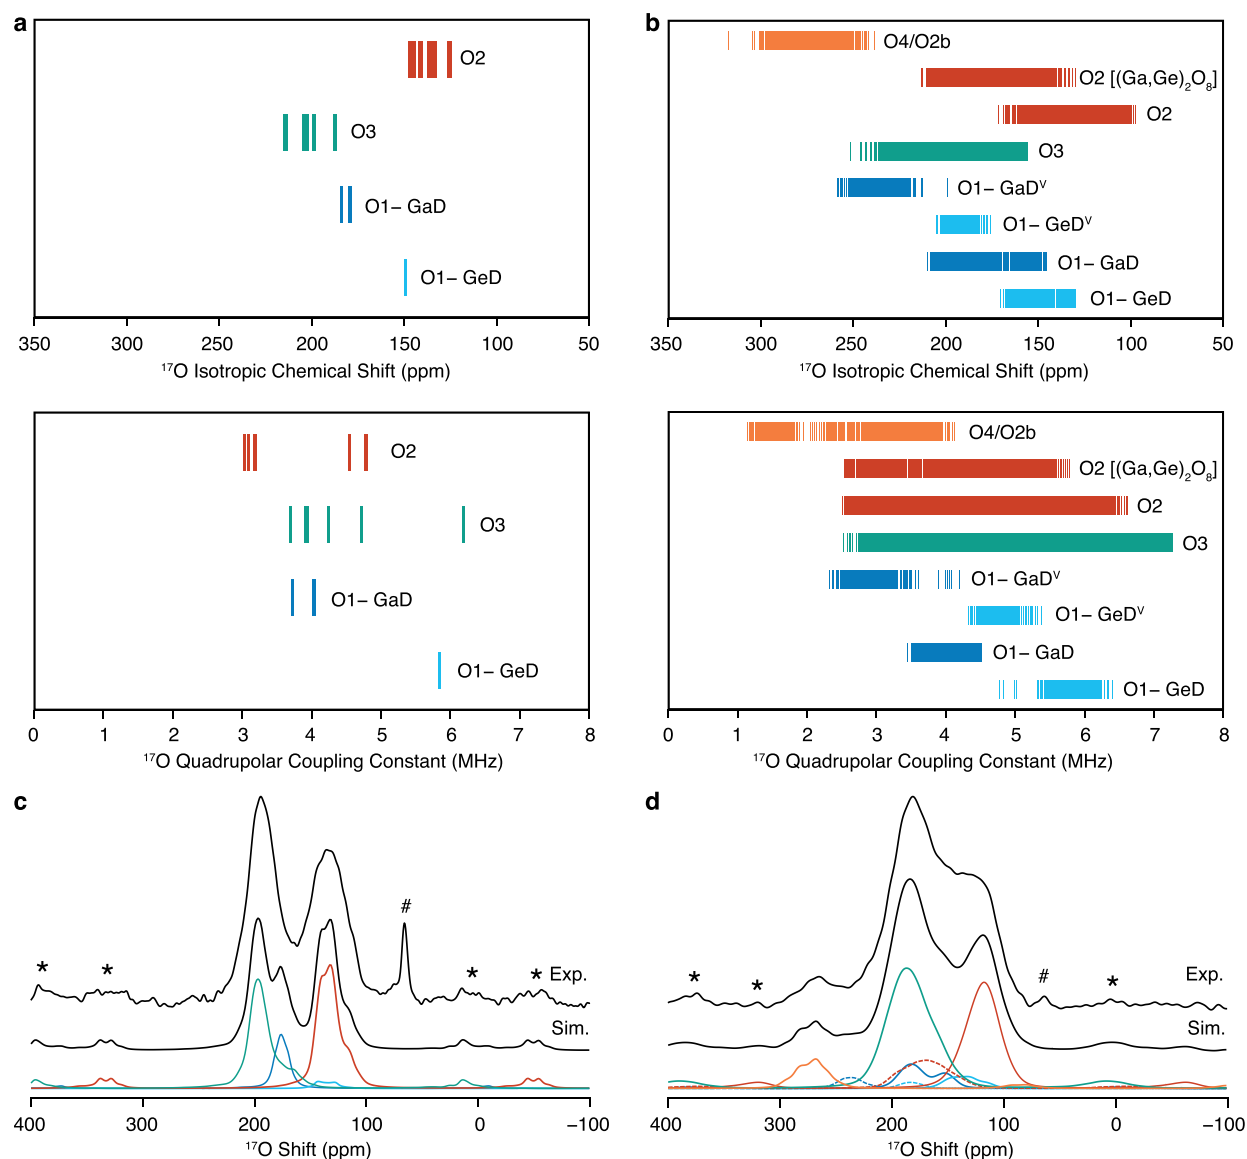 a
O2
O3
O1– GaD
O1– GeD
350 300 250 200 150 100 50
¹⁷O Isotropic Chemical Shift (ppm)
b
O4/O2b
O2 [(Ga,Ge)₂O₈]
O2
O3
O1– GaDⱽ
O1– GeDⱽ
O1– GaD
O1– GeD
350 300 250 200 150 100 50
¹⁷O Isotropic Chemical Shift (ppm)
O2
O3
O1– GaD
O1– GeD
0 1 2 3 4 5 6 7 8
¹⁷O Quadrupolar Coupling Constant (MHz)
O4/O2b
O2 [(Ga,Ge)₂O₈]
O2
O3
O1– GaDⱽ
O1– GeDⱽ
O1– GaD
O1– GeD
0 1 2 3 4 5 6 7 8
¹⁷O Quadrupolar Coupling Constant (MHz)
c
#
* * * *
Exp.
Sim.
400 300 200 100 0 –100
¹⁷O Shift (ppm)
d
* * # *
Exp.
Sim.
400 300 200 100 0 –100
¹⁷O Shift (ppm)